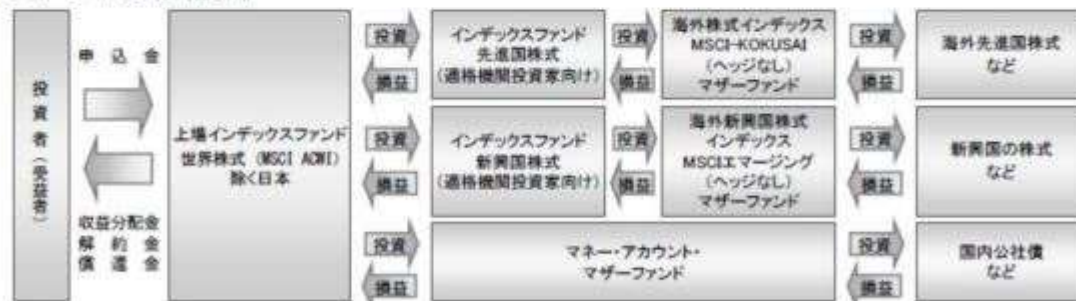 投資者(受益者)
申込金
収益分配金
解約金
償還金
上場インデックスファンド
世界株式(MSCI ACWI)
除く日本
投資
損益
インデックスファンド
先進国株式
(適格機関投資家向け)
投資
損益
海外株式インデックス
MSCI-KOKUSAI
(ヘッジなし)
マザーファンド
投資
損益
海外先進国株式
など
投資
損益
インデックスファンド
新興国株式
(適格機関投資家向け)
投資
損益
海外新興国株式
インデックス
MSCIエマージング
(ヘッジなし)
マザーファンド
投資
損益
新興国の株式
など
投資
損益
マネー・アカウント・
マザーファンド
投資
損益
国内公社債
など